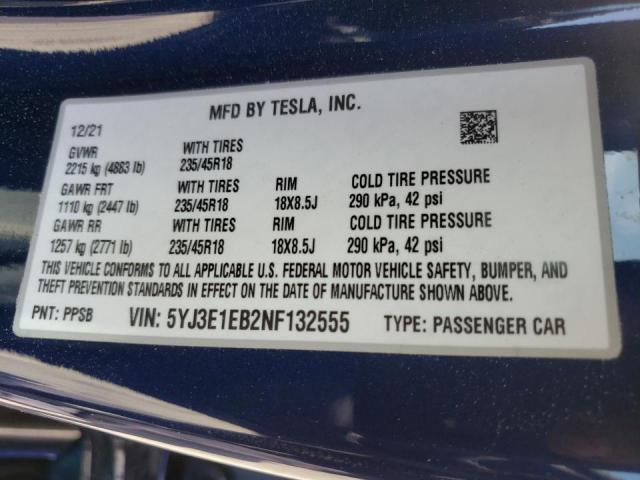 MFD BY TESLA, INC.
12/21
GVWR WITH TIRES
2215 kg (4883 lb) 235/45R18
GAWR FRT WITH TIRES RIM COLD TIRE PRESSURE
1110 kg (2447 lb) 235/45R18 18X8.5J 290 kPa, 42 psi
GAWR RR WITH TIRES RIM COLD TIRE PRESSURE
1257 kg (2771 lb) 235/45R18 18X8.5J 290 kPa, 42 psi
THIS VEHICLE CONFORMS TO ALL APPLICABLE U.S. FEDERAL MOTOR VEHICLE SAFETY, BUMPER, AND
THEFT PREVENTION STANDARDS IN EFFECT ON THE DATE OF MANUFACTURE SHOWN ABOVE.
PNT: PPSB VIN: 5YJ3E1EB2NF132555 TYPE: PASSENGER CAR